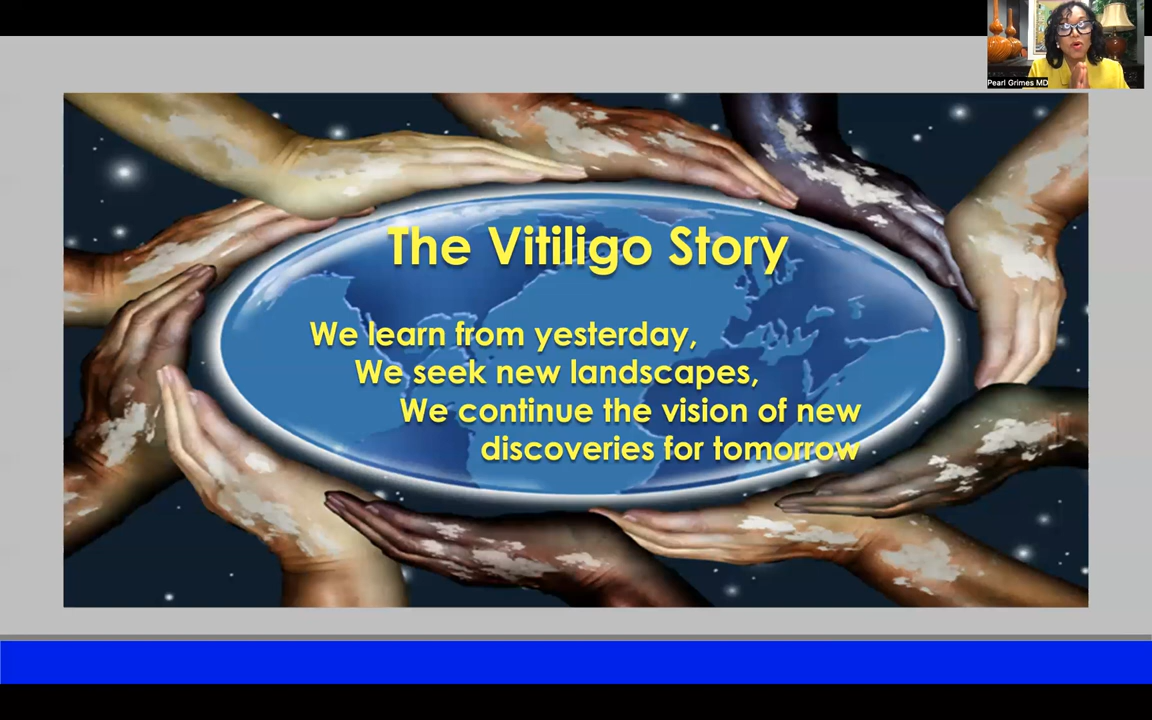 Pearl Grimes MD
The Vitiligo Story
We learn from yesterday,
We seek new landscapes,
We continue the vision of new
discoveries for tomorrow